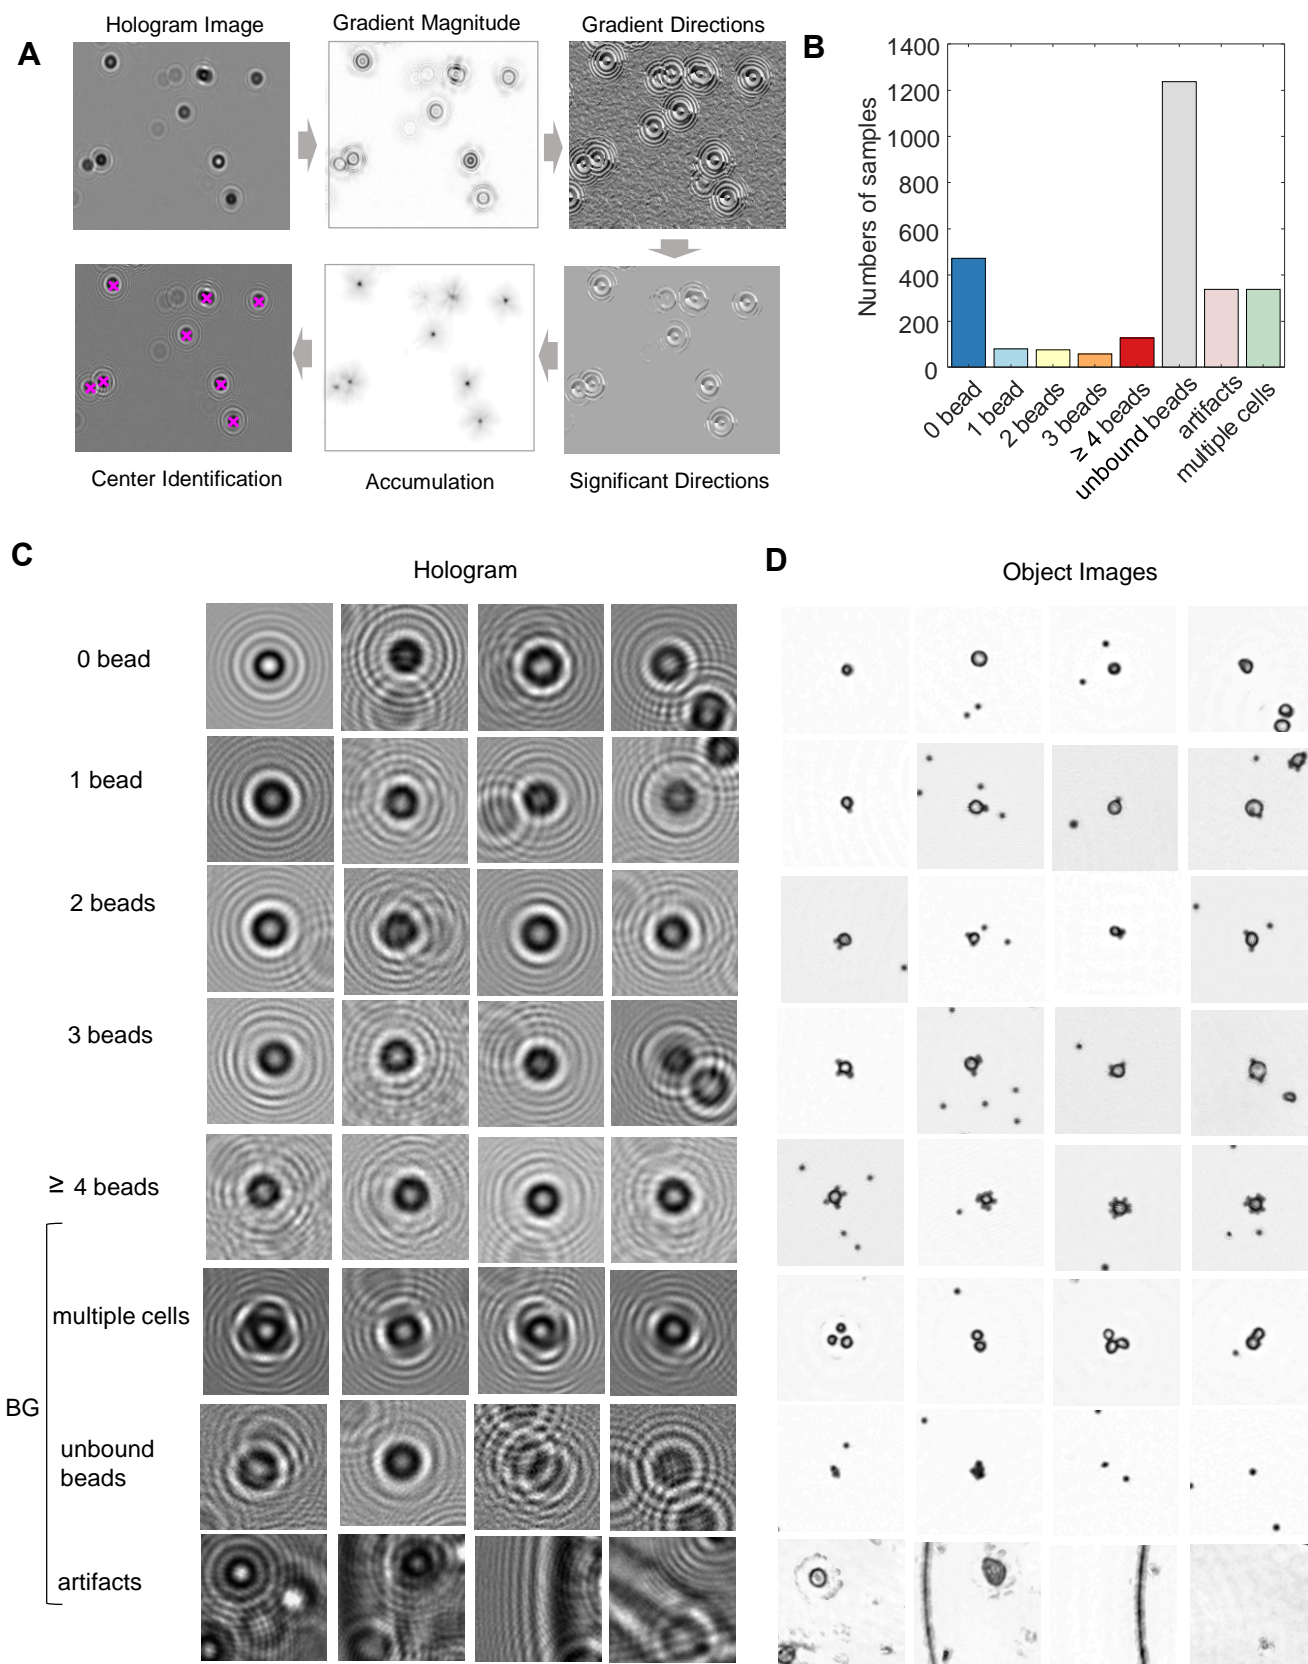 A
Hologram Image
Gradient Magnitude
Gradient Directions
Center Identification
Accumulation
Significant Directions
B
Numbers of samples
1400
1200
1000
800
600
400
200
0
0 bead
1 bead
2 beads
3 beads
≥ 4 beads
unbound beads
artifacts
multiple cells
C
Hologram
D
Object Images
0 bead
1 bead
2 beads
3 beads
≥ 4 beads
BG
multiple cells
unbound
beads
artifacts